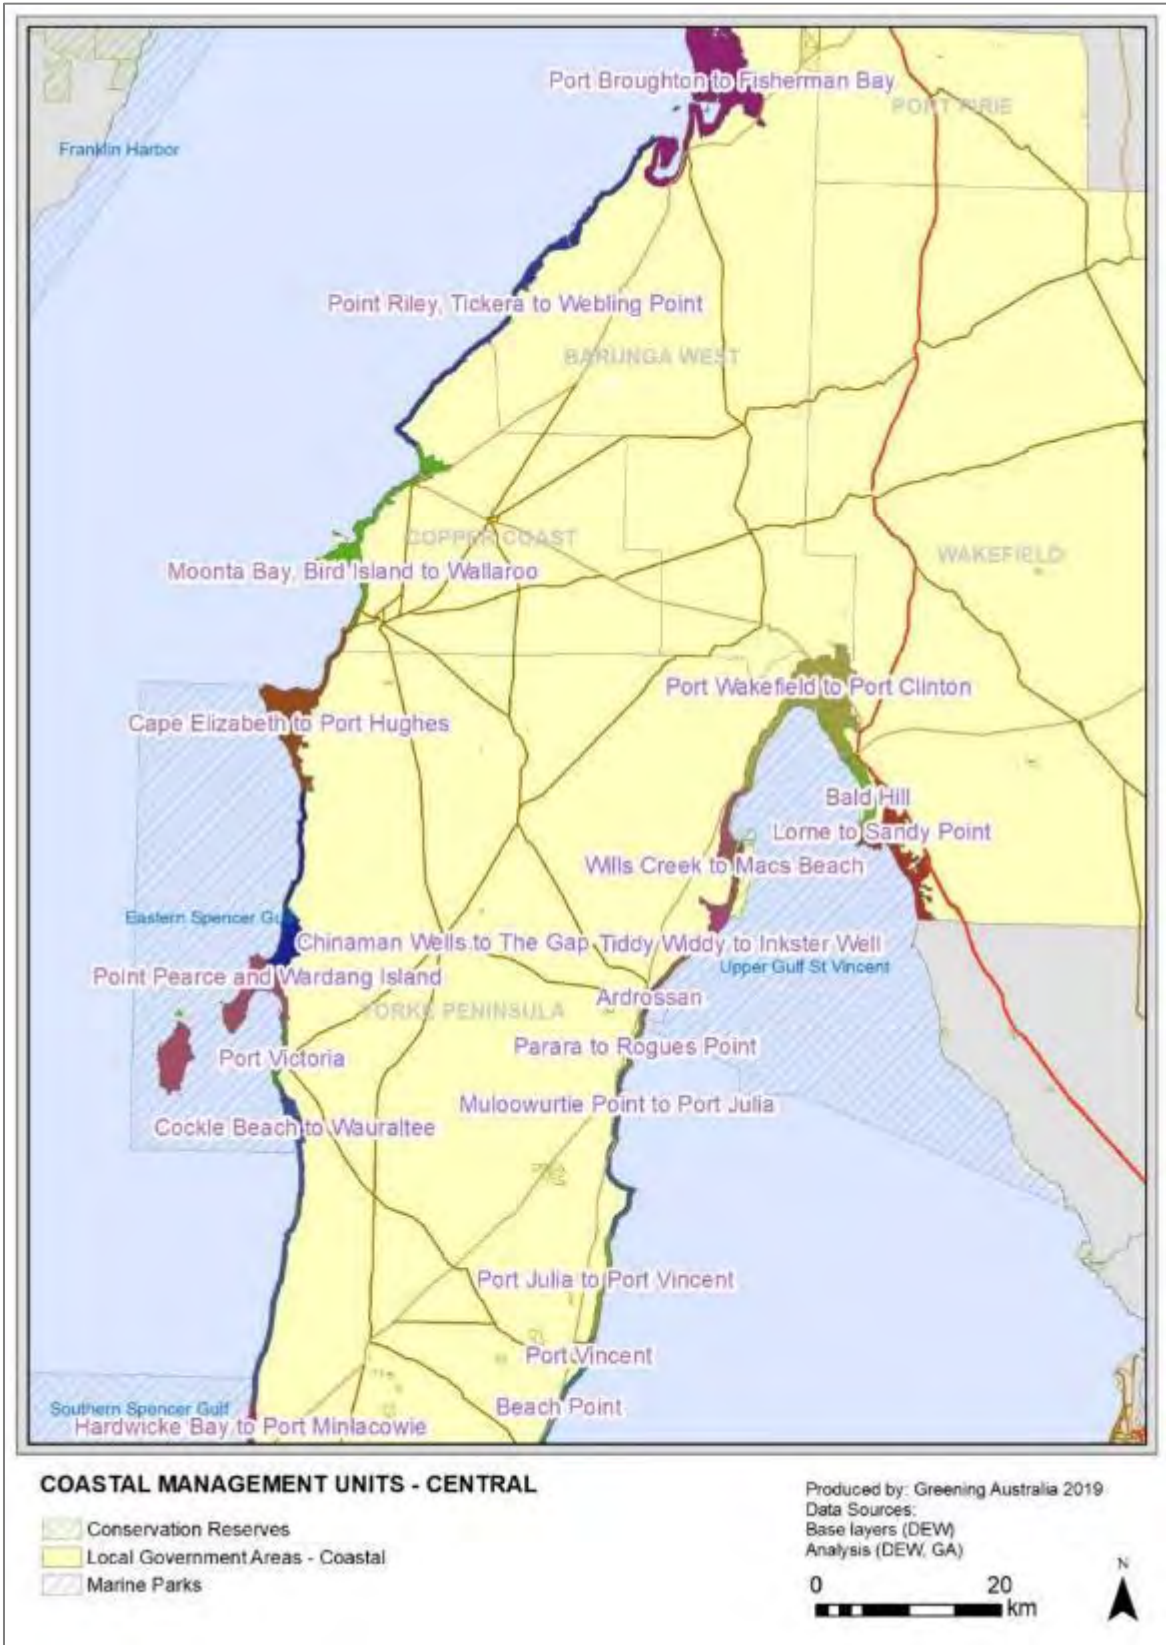 Port Broughton to Fisherman Bay
PORT PIRIE
Franklin Harbor
Point Riley, Tickera to Webling Point
BARUNGA WEST
COPPER COAST
WAKEFIELD
Moonta Bay, Bird Island to Wallaroo
Port Wakefield to Port Clinton
Cape Elizabeth to Port Hughes
Bald Hill
Lorne to Sandy Point
Wills Creek to Macs Beach
Eastern Spencer Gu
Chinaman Wells to The Gap
Tiddy Widdy to Inkster Well
Upper Gulf St Vincent
Point Pearce and Wardang Island
Ardrossan
YORKE PENINSULA
Parara to Rogues Point
Port Victoria
Muloowurtie Point to Port Julia
Cockle Beach to Wauraltee
Port Julia to Port Vincent
Port Vincent
Beach Point
Southern Spencer Gulf
Hardwicke Bay to Port Minlacowie
COASTAL MANAGEMENT UNITS - CENTRAL
Conservation Reserves
Local Government Areas - Coastal
Marine Parks
Produced by: Greening Australia 2019
Data Sources:
Base layers (DEW)
Analysis (DEW, GA)
0 20
km
N